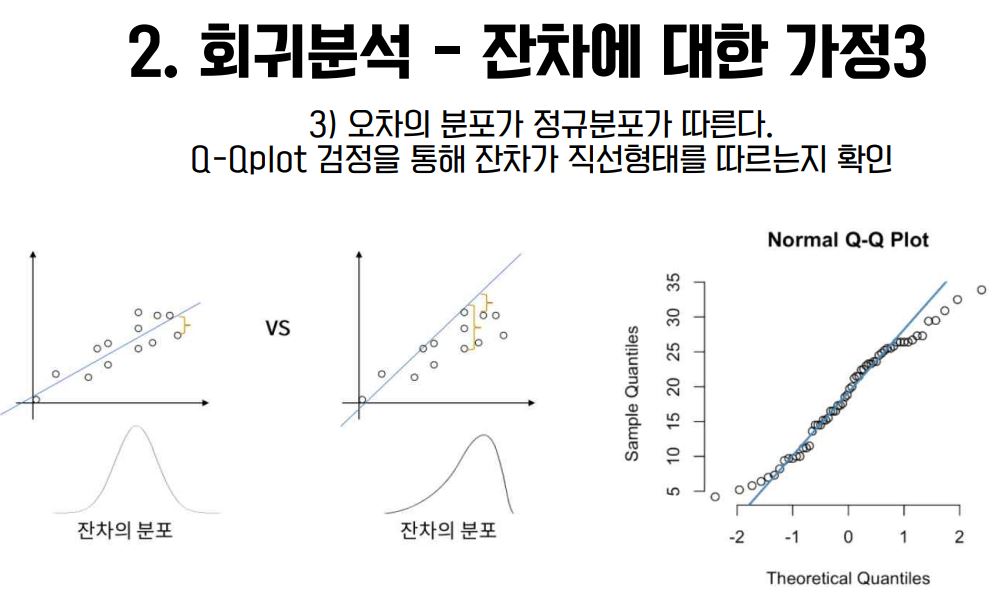 2. 회귀분석 - 잔차에 대한 가정3
3) 오차의 분포가 정규분포가 따른다.
Q-Qplot 검정을 통해 잔차가 직선형태를 따르는지 확인
vs
잔차의 분포
잔차의 분포
Normal Q-Q Plot
Sample Quantiles
35
30
25
20
15
10
5
-2 -1 0 1 2
Theoretical Quantiles